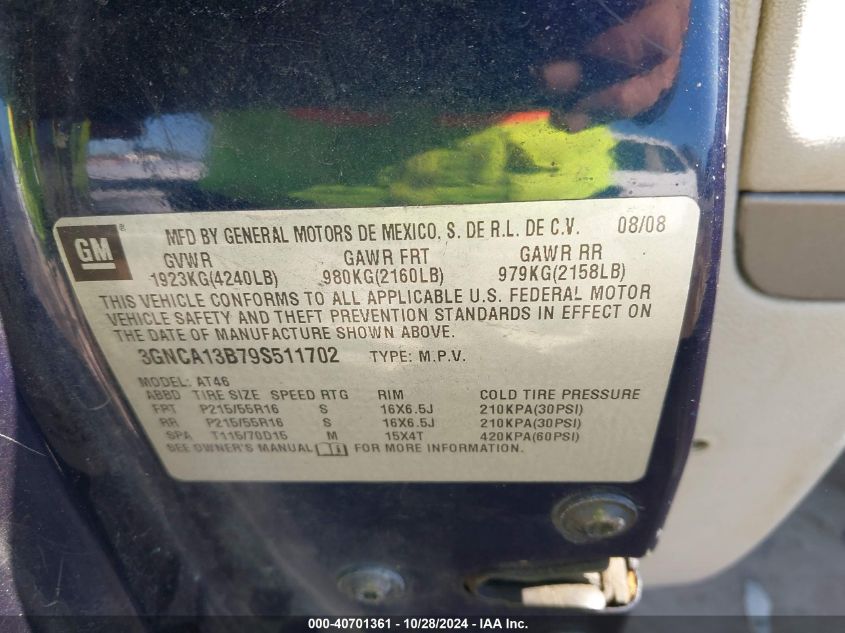 GM ®
MFD BY GENERAL MOTORS DE MEXICO, S. DE R.L. DE C.V. 08/08
GVWR GAWR FRT GAWR RR
1923KG(4240LB) 980KG(2160LB) 979KG(2158LB)
THIS VEHICLE CONFORMS TO ALL APPLICABLE U.S. FEDERAL MOTOR
VEHICLE SAFETY AND THEFT PREVENTION STANDARDS IN EFFECT ON
THE DATE OF MANUFACTURE SHOWN ABOVE.
3GNCA13B79S511702 TYPE: M.P.V.
MODEL: AT46
ABBD TIRE SIZE SPEED RTG RIM COLD TIRE PRESSURE
FRT P215/55R16 S 16X6.5J 210KPA(30PSI)
RR P215/55R16 S 16X6.5J 210KPA(30PSI)
SPA T115/70D15 M 15X4T 420KPA(60PSI)
SEE OWNER'S MANUAL FOR MORE INFORMATION.
000-40701361 - 10/28/2024 - IAA Inc.